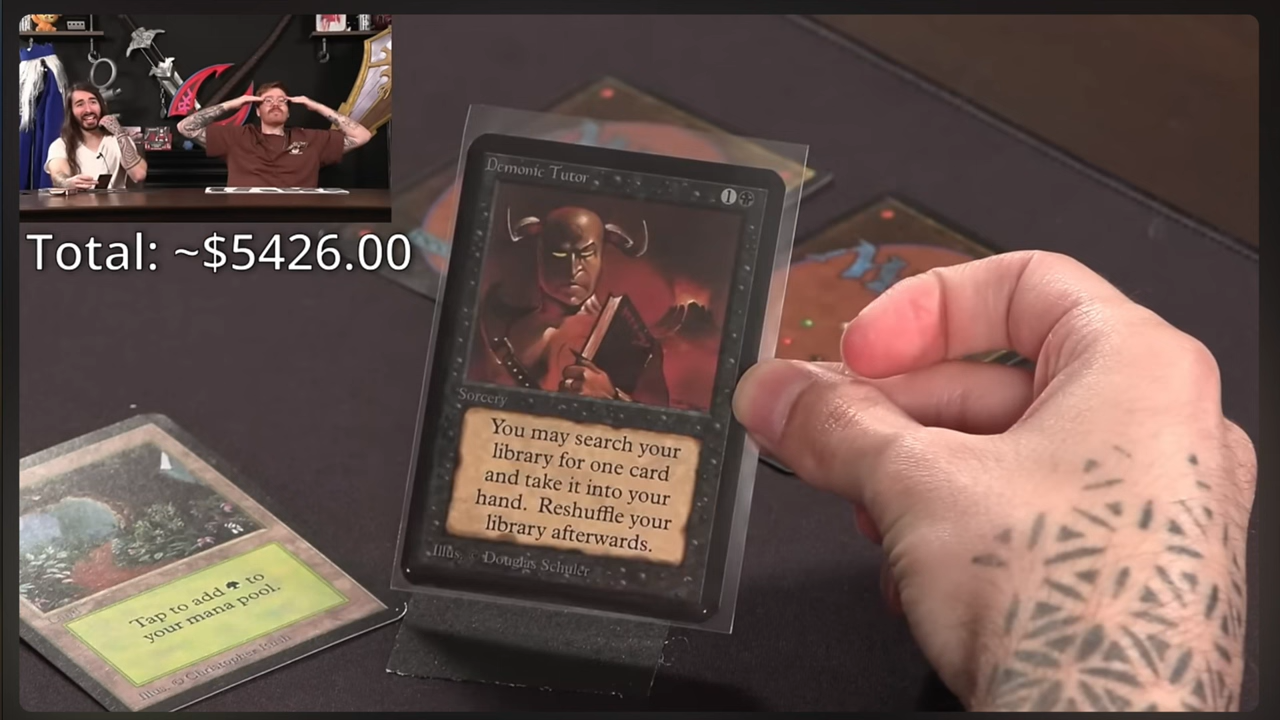 Total: ~$5426.00
Demonic Tutor
1
Sorcery
You may search your
library for one card
and take it into your
hand. Reshuffle your
library afterwards.
Illus. © Douglas Schuler
Tap to add to
your mana pool.
Illus. © Christopher Rush